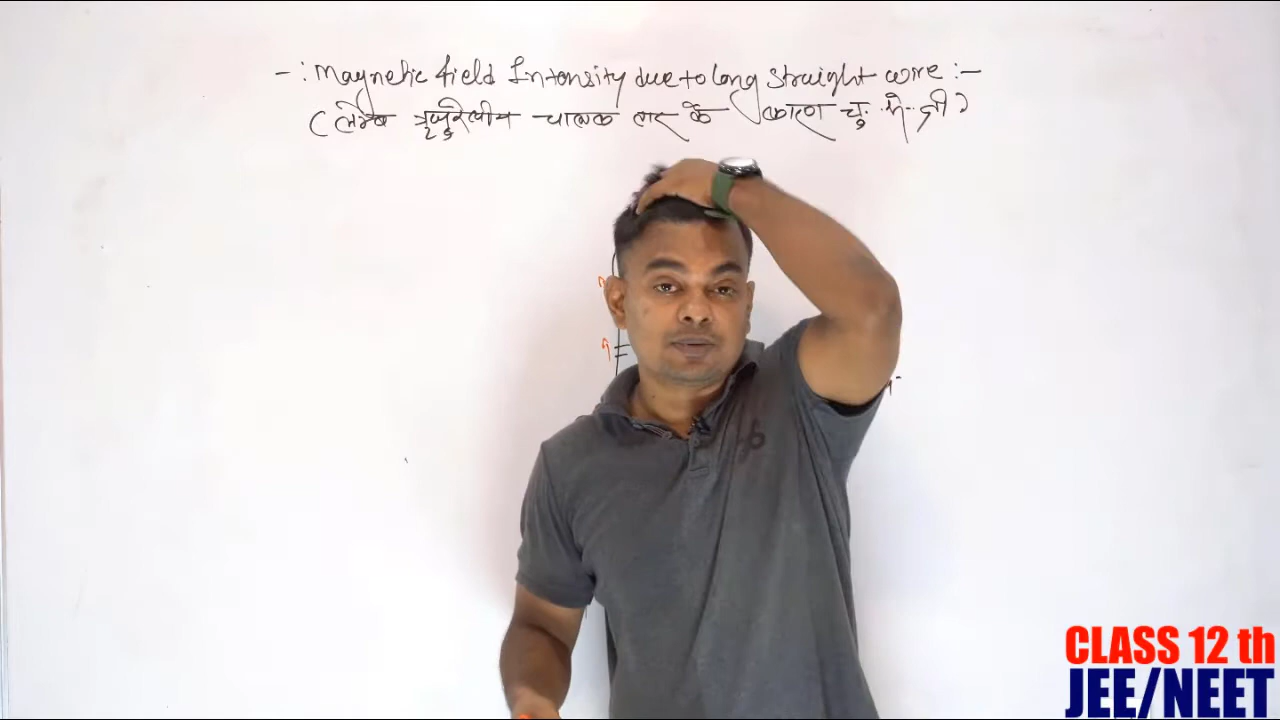 -: Magnetic field Intensity due to long straight wire :-
( लम्बे ऋजुरेखीय चालक तार के कारण चु. क्षे. ती)
CLASS 12 th
JEE/NEET